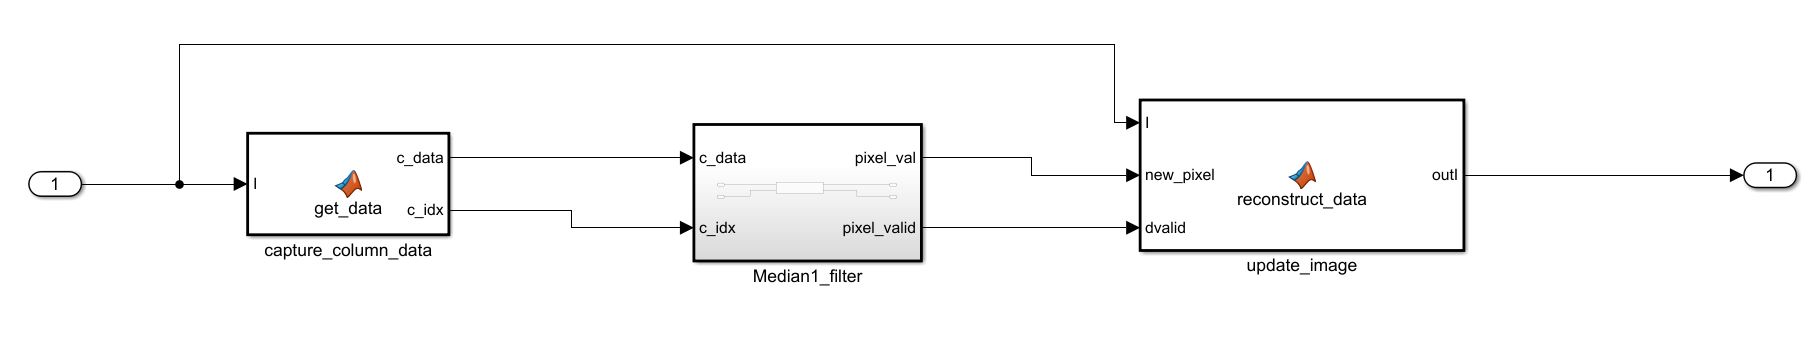 1
I
get_data
c_data
c_idx
capture_column_data
c_data
c_idx
pixel_val
pixel_valid
Median1_filter
I
new_pixel
dvalid
reconstruct_data
outI
update_image
1